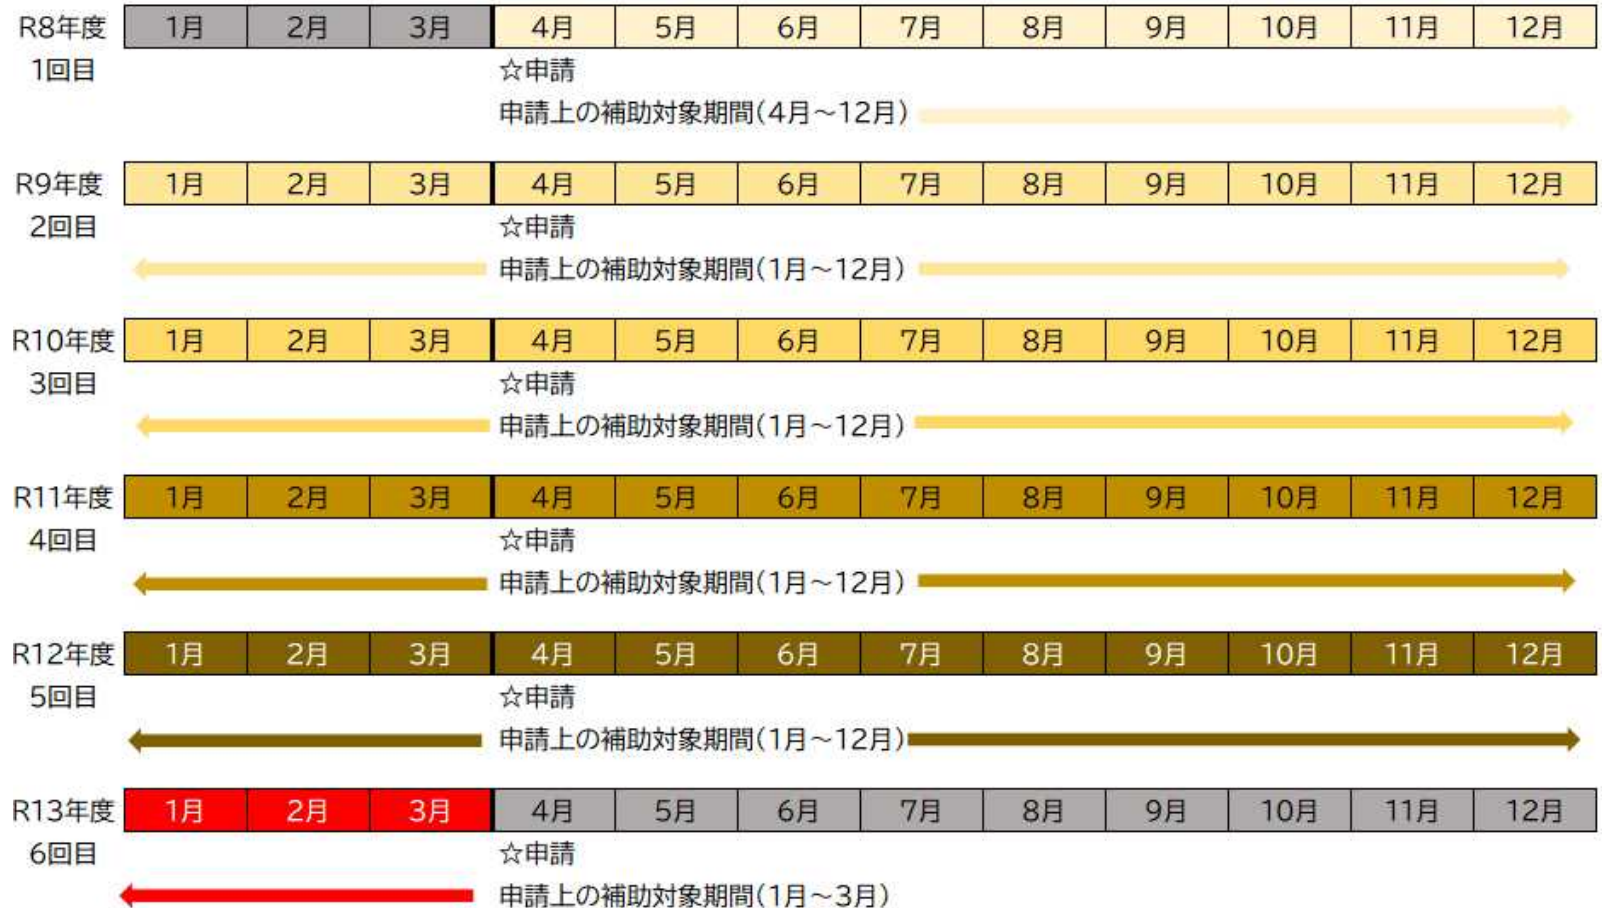 R8年度 1月 2月 3月 4月 5月 6月 7月 8月 9月 10月 11月 12月
1回目 ☆申請
申請上の補助対象期間(4月～12月)
R9年度 1月 2月 3月 4月 5月 6月 7月 8月 9月 10月 11月 12月
2回目 ☆申請
申請上の補助対象期間(1月～12月)
R10年度 1月 2月 3月 4月 5月 6月 7月 8月 9月 10月 11月 12月
3回目 ☆申請
申請上の補助対象期間(1月～12月)
R11年度 1月 2月 3月 4月 5月 6月 7月 8月 9月 10月 11月 12月
4回目 ☆申請
申請上の補助対象期間(1月～12月)
R12年度 1月 2月 3月 4月 5月 6月 7月 8月 9月 10月 11月 12月
5回目 ☆申請
申請上の補助対象期間(1月～12月)
R13年度 1月 2月 3月 4月 5月 6月 7月 8月 9月 10月 11月 12月
6回目 ☆申請
申請上の補助対象期間(1月～3月)